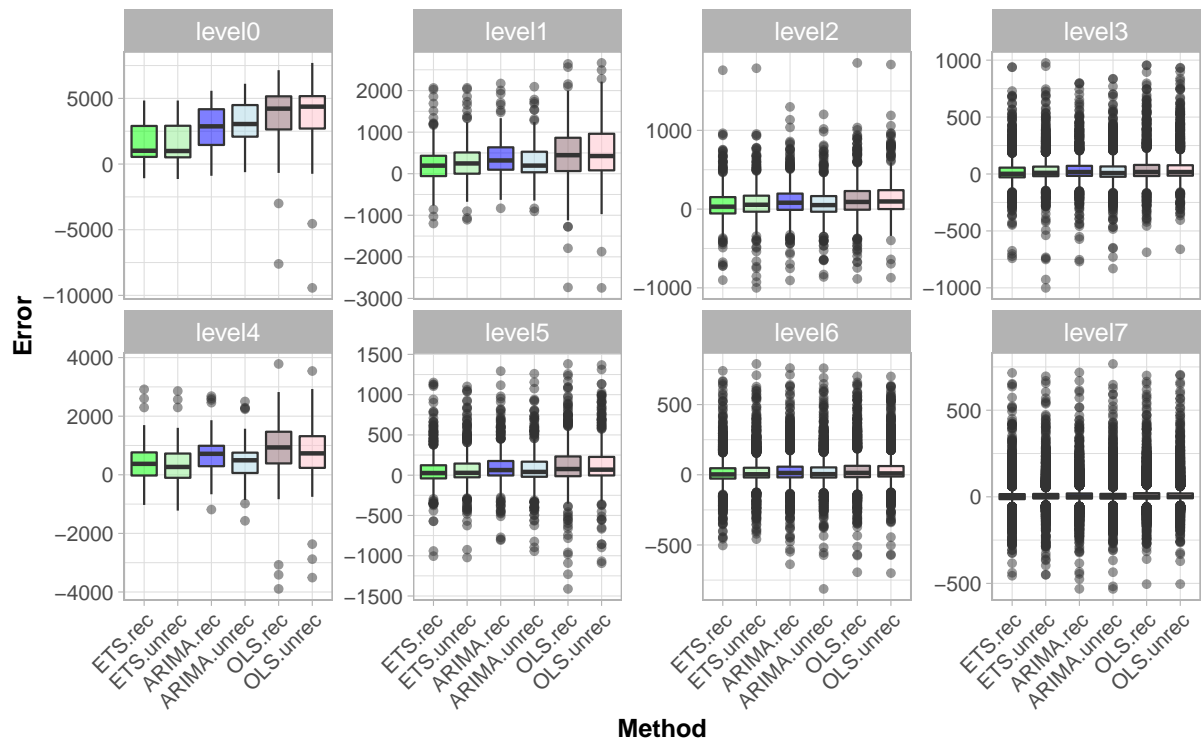 level0 level1 level2 level3
5000
0
−5000
−10000
2000
1000
0
−1000
−2000
−3000
1000
0
−1000
1000
500
0
−500
−1000
Error
level4 level5 level6 level7
4000
2000
0
−2000
−4000
1500
1000
500
0
−500
−1000
−1500
500
0
−500
500
0
−500
ETS.rec
ETS.unrec
ARIMA.rec
ARIMA.unrec
OLS.rec
OLS.unrec
ETS.rec
ETS.unrec
ARIMA.rec
ARIMA.unrec
OLS.rec
OLS.unrec
ETS.rec
ETS.unrec
ARIMA.rec
ARIMA.unrec
OLS.rec
OLS.unrec
ETS.rec
ETS.unrec
ARIMA.rec
ARIMA.unrec
OLS.rec
OLS.unrec
Method